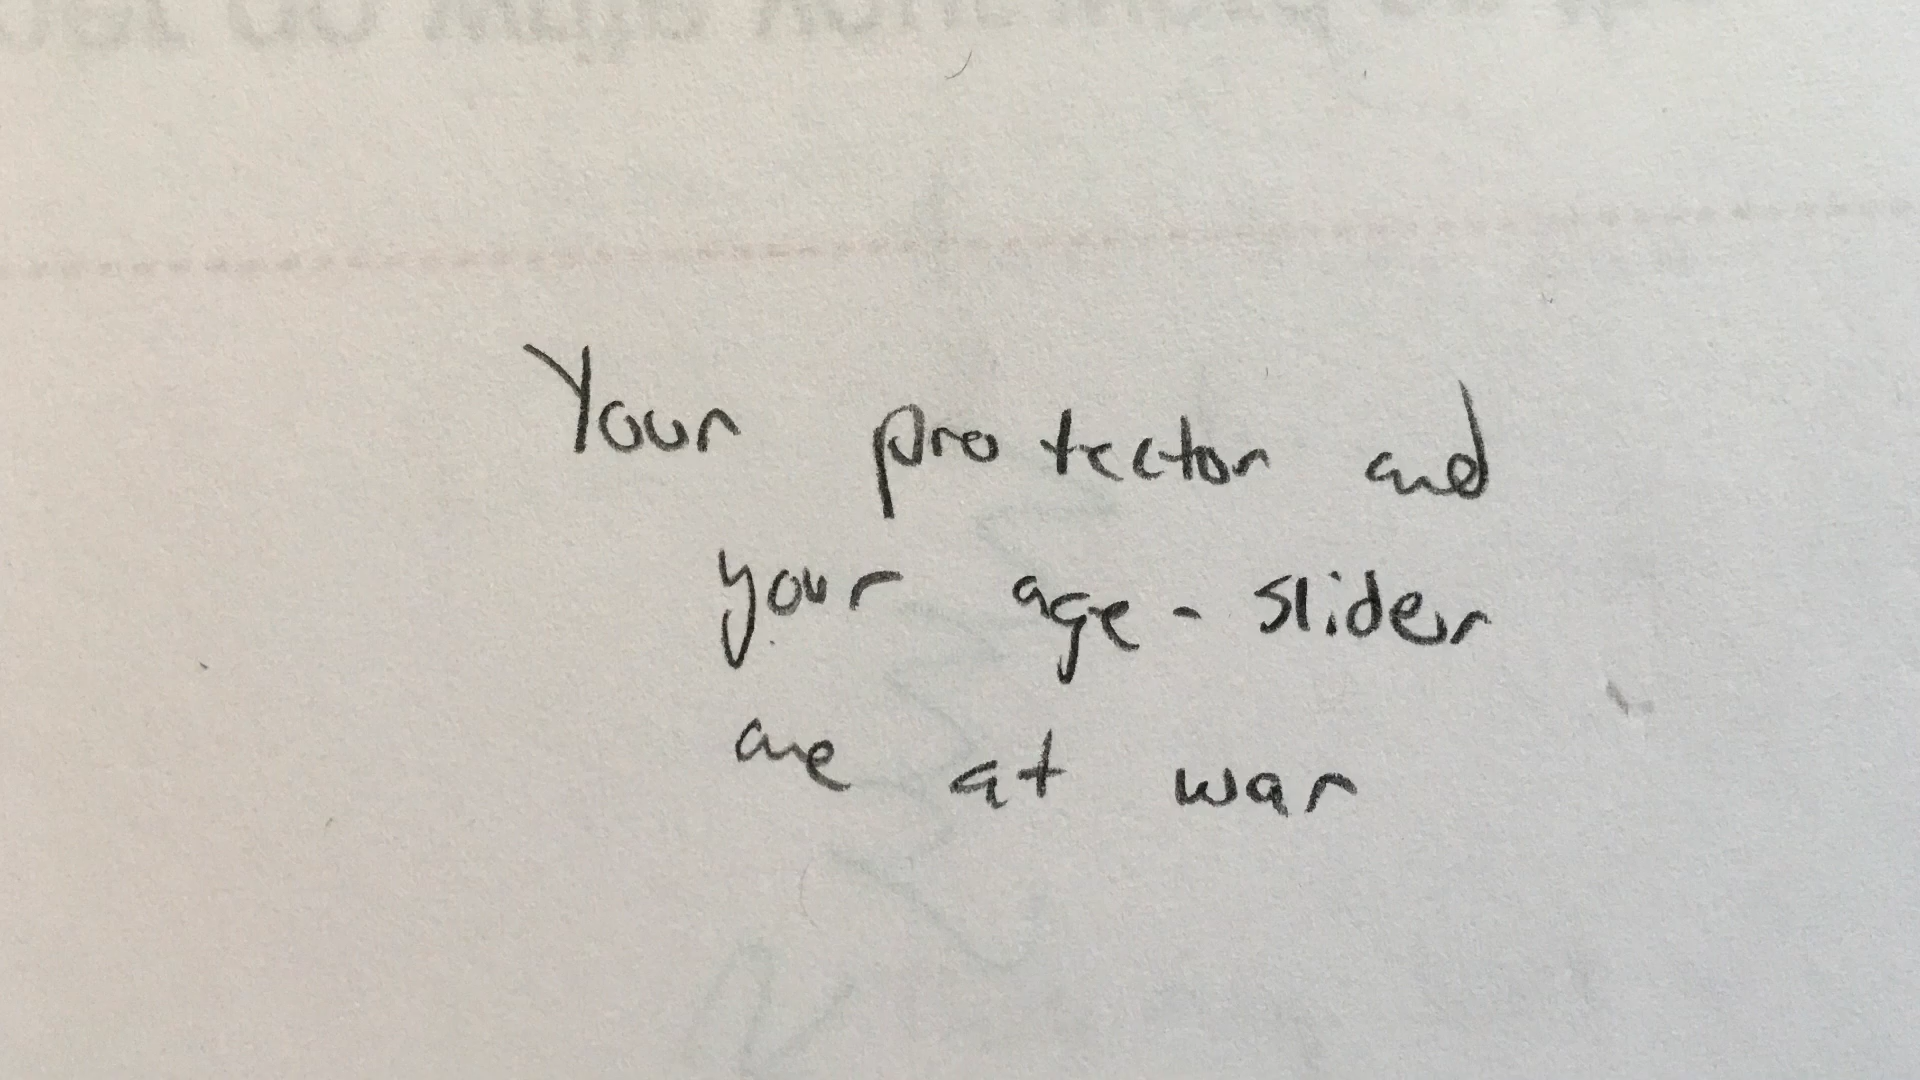 Your protector and
your age-slider
are at war